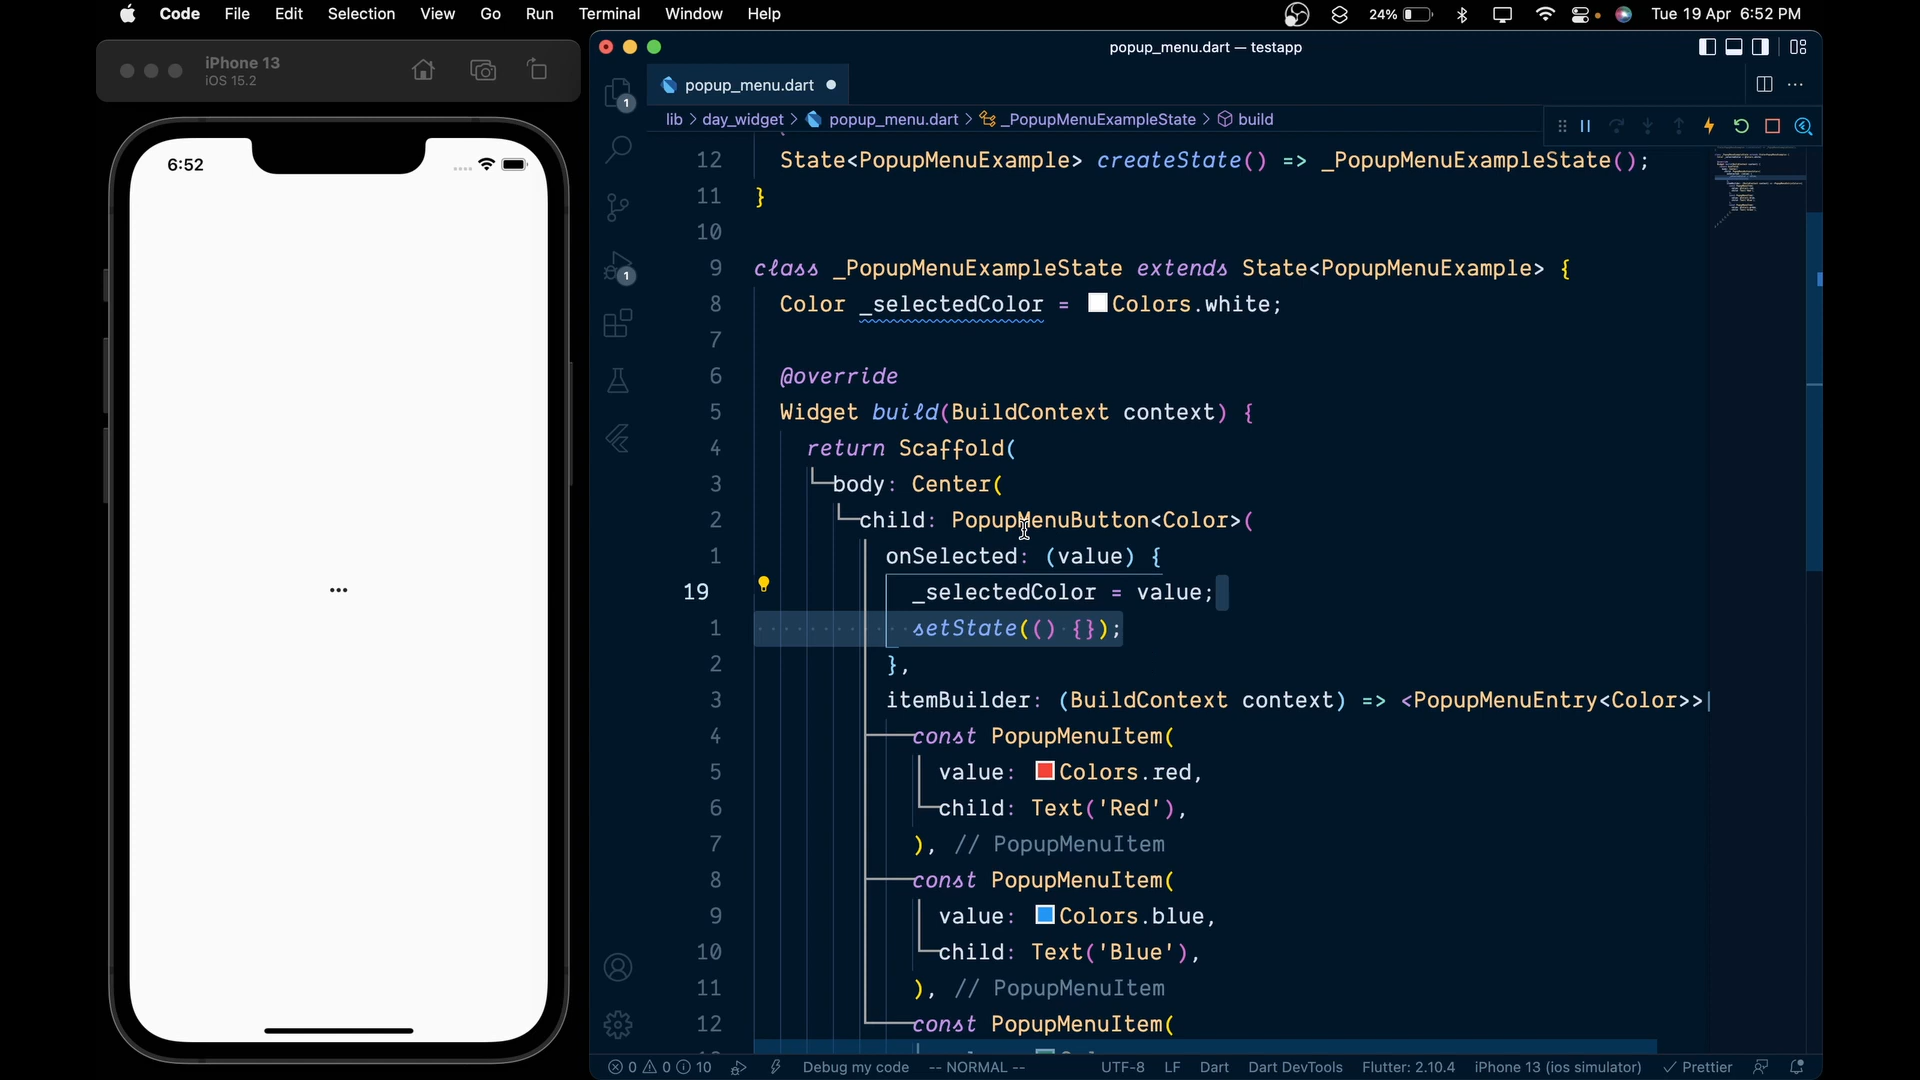 Code File Edit Selection View Go Run Terminal Window Help 24% Tue 19 Apr 6:52 PM
iPhone 13
iOS 15.2
6:52
popup_menu.dart — testapp
popup_menu.dart
lib > day_widget > popup_menu.dart > _PopupMenuExampleState > build
1
1
12 State<PopupMenuExample> createState() => _PopupMenuExampleState();
11 }
10
9 class _PopupMenuExampleState extends State<PopupMenuExample> {
8 Color _selectedColor = Colors.white;
7
6 @override
5 Widget build(BuildContext context) {
4 return Scaffold(
3 body: Center(
2 child: PopupMenuButton<Color>(
1 onSelected: (value) {
19 _selectedColor = value;
1 setState(() {});
2 },
3 itemBuilder: (BuildContext context) => <PopupMenuEntry<Color>>
4 const PopupMenuItem(
5 value: Colors.red,
6 child: Text('Red'),
7 ), // PopupMenuItem
8 const PopupMenuItem(
9 value: Colors.blue,
10 child: Text('Blue'),
11 ), // PopupMenuItem
12 const PopupMenuItem(
0 0 10 Debug my code -- NORMAL -- UTF-8 LF Dart Dart DevTools Flutter: 2.10.4 iPhone 13 (ios simulator) Prettier